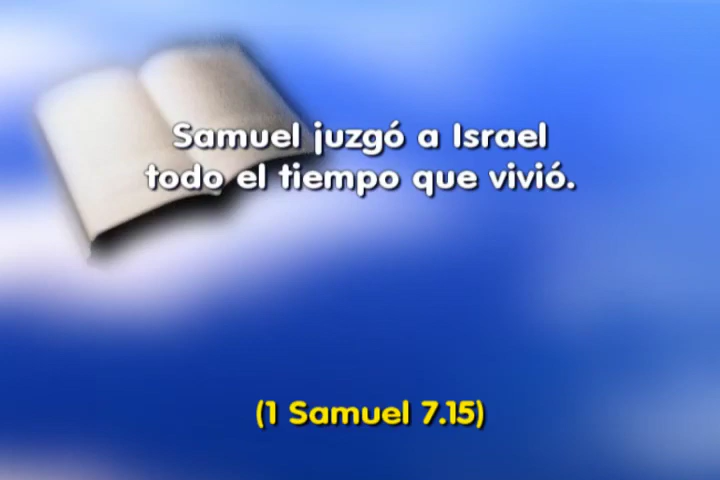 Samuel juzgó a Israel
todo el tiempo que vivió.
(1 Samuel 7.15)